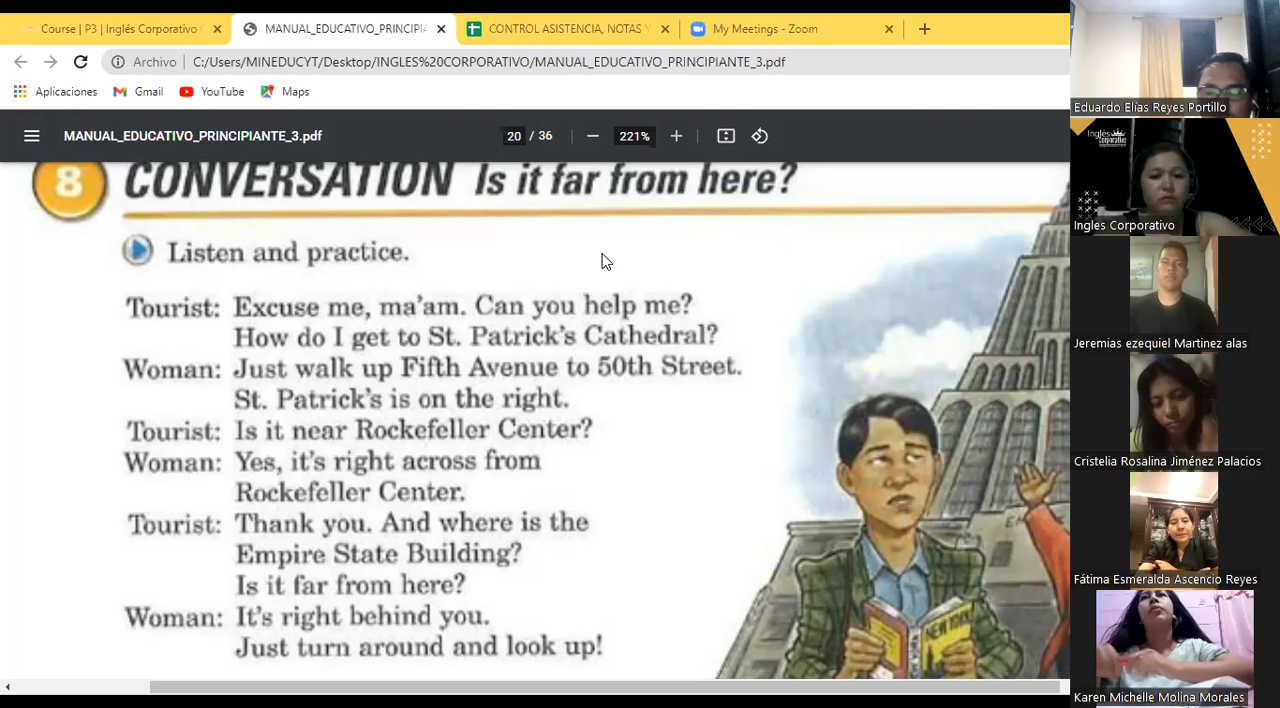 Course | P3 | Inglés Corporativo
MANUAL_EDUCATIVO_PRINCIPIA
CONTROL ASISTENCIA, NOTAS Y
My Meetings - Zoom
Archivo
C:/Users/MINEDUCYT/Desktop/INGLES%20CORPORATIVO/MANUAL_EDUCATIVO_PRINCIPIANTE_3.pdf
Aplicaciones
Gmail
YouTube
Maps
MANUAL_EDUCATIVO_PRINCIPIANTE_3.pdf
20 / 36
221%
8 CONVERSATION Is it far from here?
Listen and practice.
Tourist: Excuse me, ma'am. Can you help me?
How do I get to St. Patrick's Cathedral?
Woman: Just walk up Fifth Avenue to 50th Street.
St. Patrick's is on the right.
Tourist: Is it near Rockefeller Center?
Woman: Yes, it's right across from
Rockefeller Center.
Tourist: Thank you. And where is the
Empire State Building?
Is it far from here?
Woman: It's right behind you.
Just turn around and look up!
NEW YORK
Eduardo Elías Reyes Portillo
Inglés
Corporativo
Ingles Corporativo
Jeremias ezequiel Martinez alas
Cristelia Rosalina Jiménez Palacios
Fátima Esmeralda Ascencio Reyes
Karen Michelle Molina Morales